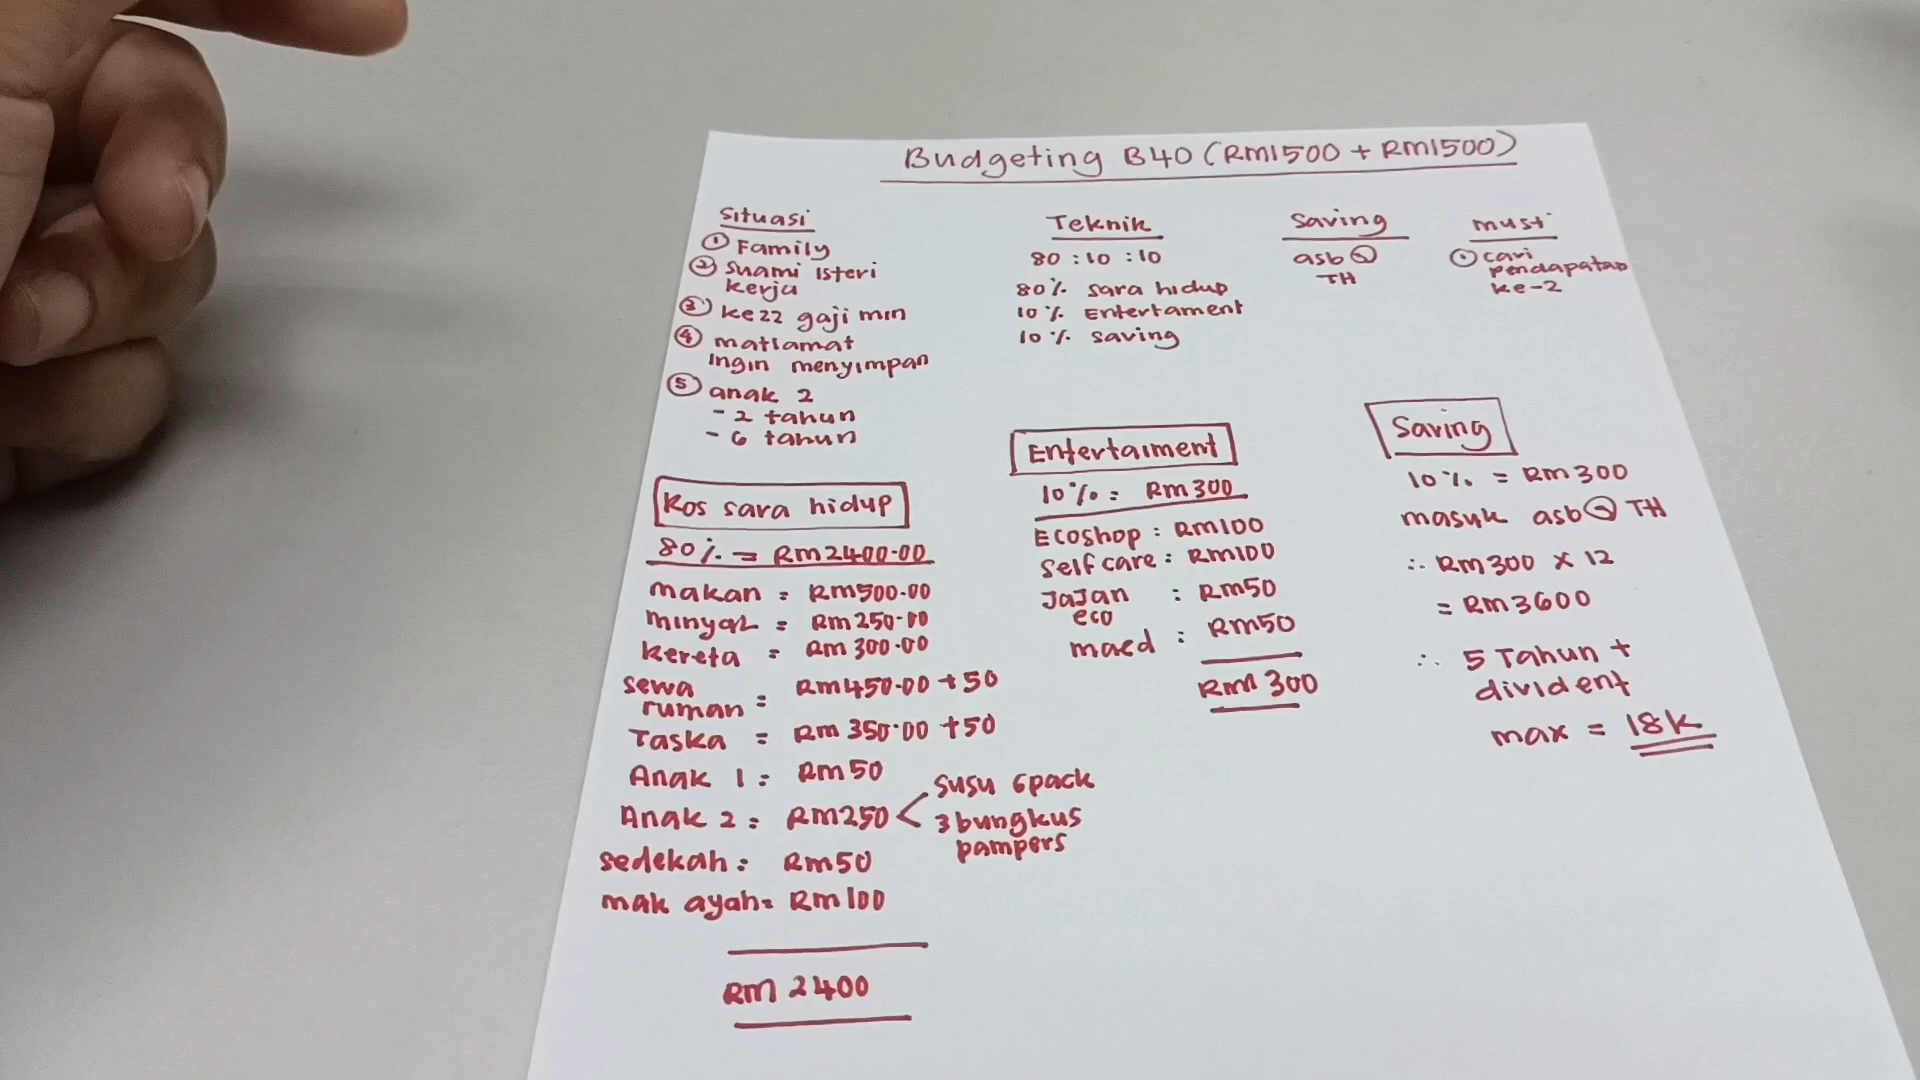 Budgeting B40 (RM1500 + RM1500)
Situasi
① Family
② Suami isteri
kerja
③ ke22 gaji min
④ matlamat
ingin menyimpan
⑤ anak 2
- 2 tahun
- 6 tahun
Teknik
80 : 10 : 10
80% sara hidup
10% Entertament
10% saving
Saving
asb
TH
must
① cari
pendapatan
ke-2
Kos sara hidup
80% = RM2400.00
makan = RM500.00
minyak = RM250.00
kereta = RM300.00
sewa
rumah = RM450.00 + 50
Taska = RM350.00 + 50
Anak 1 = RM50
Anak 2 = RM250 < susu 6pack
3 bungkus
pampers
sedekah = RM50
mak ayah = RM100
RM 2400
Entertaiment
10% = RM300
Ecoshop : RM100
Selfcare : RM100
Jajan : RM50
eco
macd : RM50
RM 300
Saving
10% = RM300
masuk asb TH
∴ RM300 x 12
= RM3600
∴ 5 Tahun +
divident
max = 18k